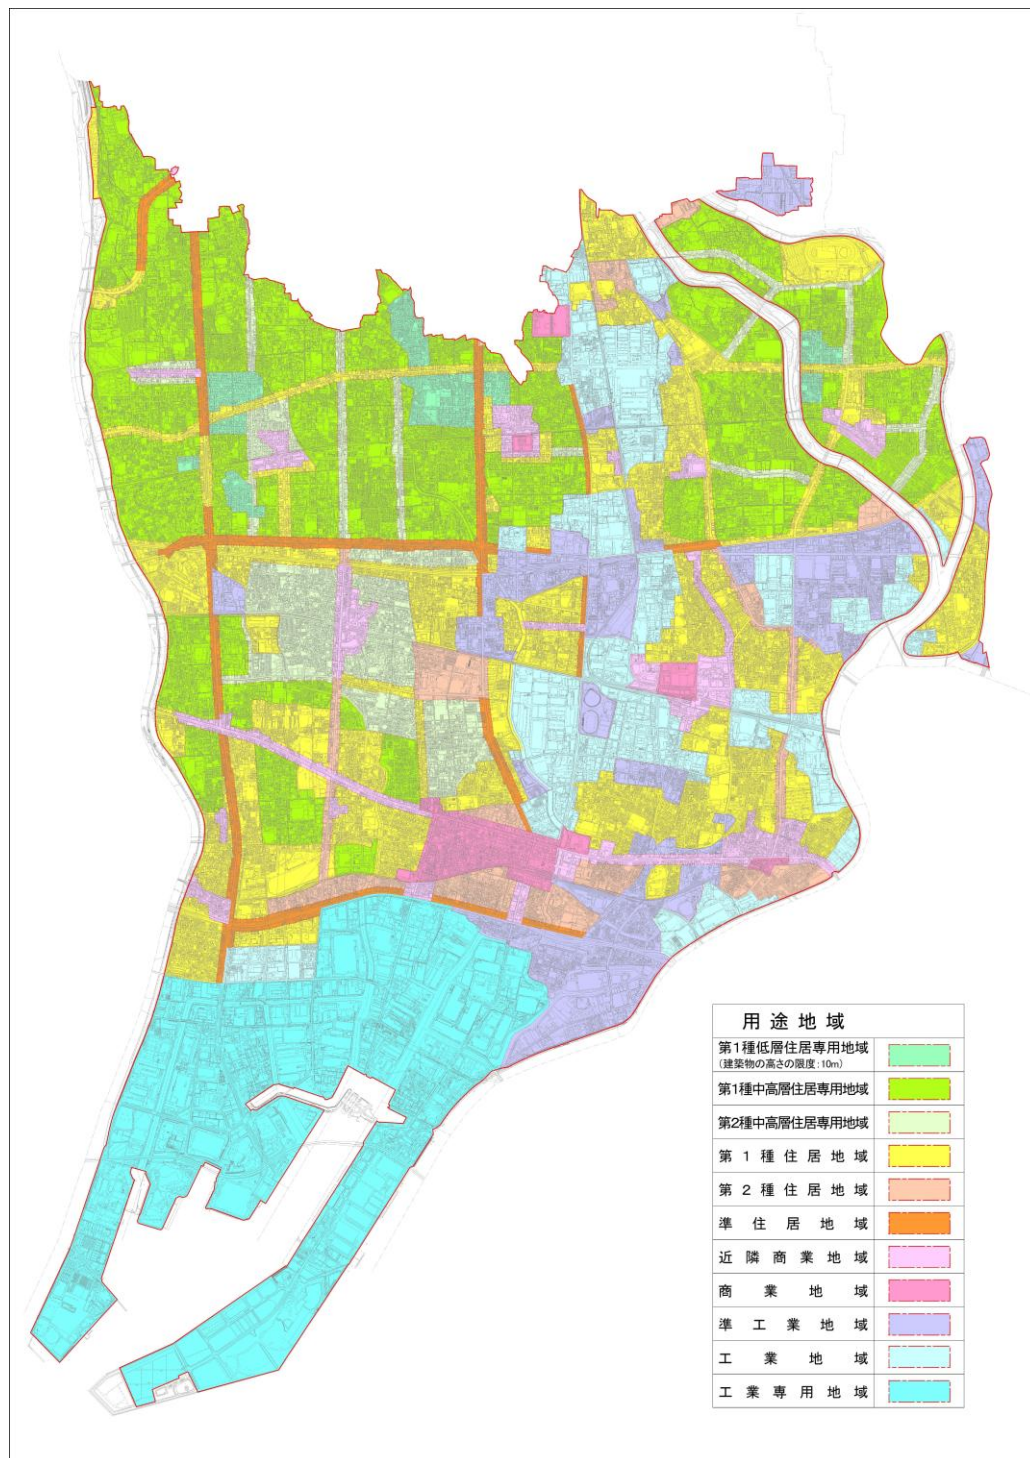 用途地域
第1種低層住居専用地域
(建築物の高さの限度:10m)
第1種中高層住居専用地域
第2種中高層住居専用地域
第1種住居地域
第2種住居地域
準住居地域
近隣商業地域
商業地域
準工業地域
工業地域
工業専用地域